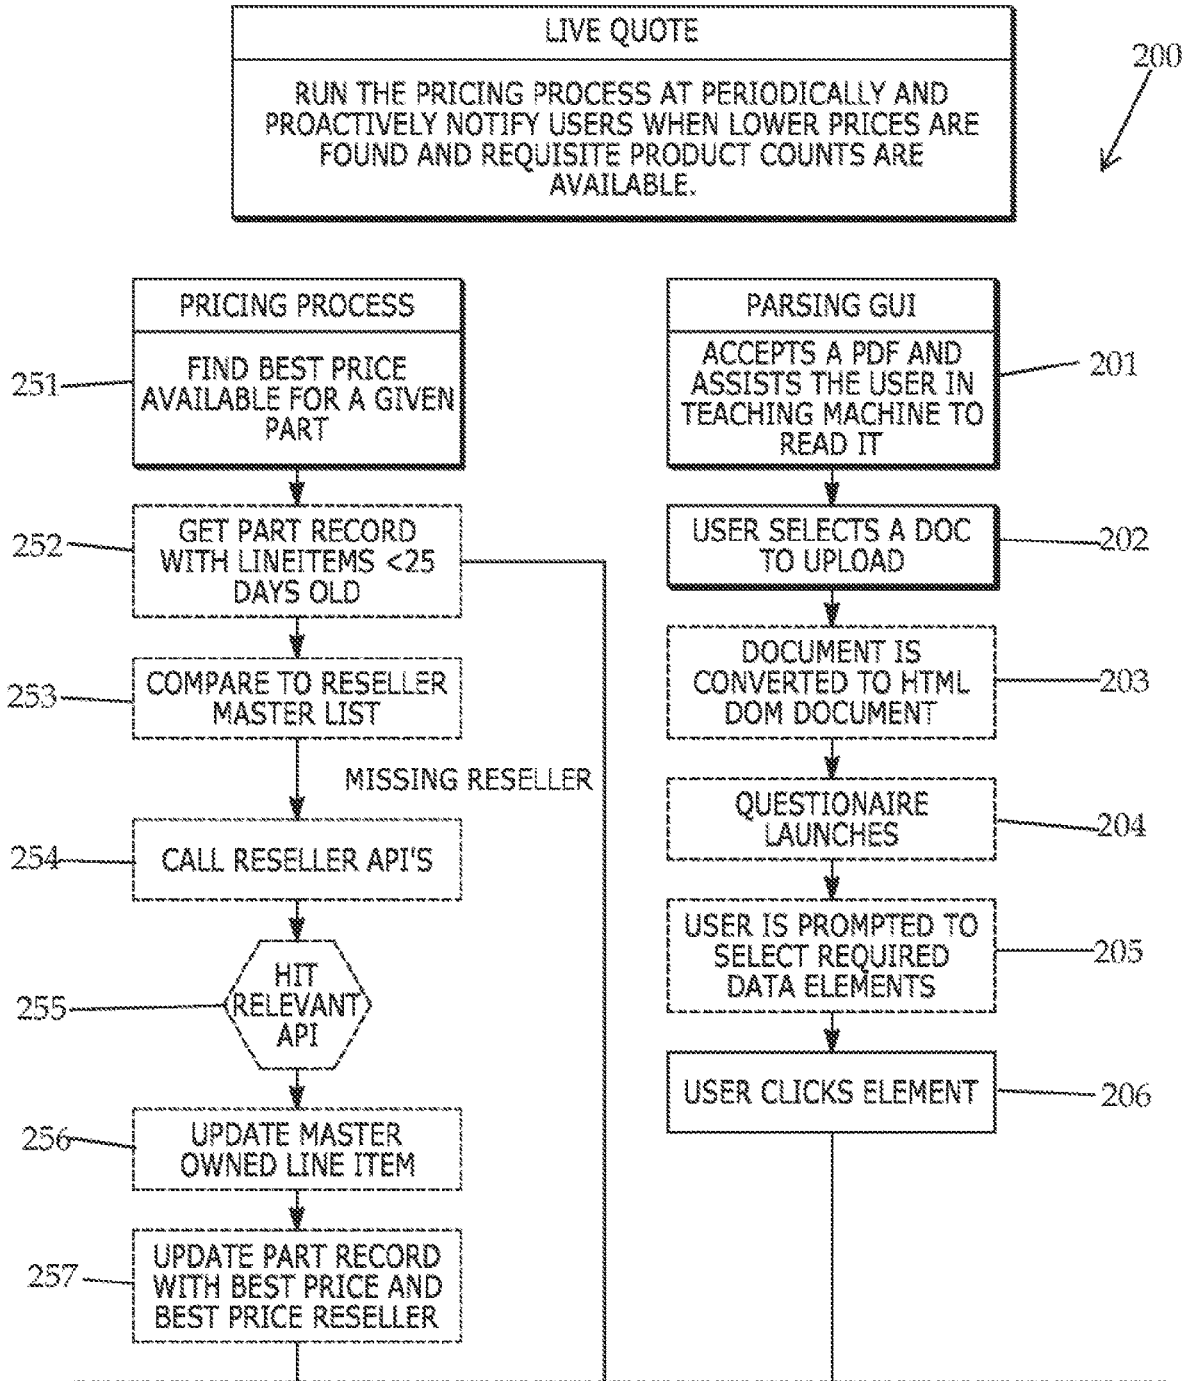 LIVE QUOTE
RUN THE PRICING PROCESS AT PERIODICALLY AND
PROACTIVELY NOTIFY USERS WHEN LOWER PRICES ARE
FOUND AND REQUISITE PRODUCT COUNTS ARE
AVAILABLE.
200
PRICING PROCESS
FIND BEST PRICE
AVAILABLE FOR A GIVEN
PART
251
GET PART RECORD
WITH LINEITEMS <25
DAYS OLD
252
COMPARE TO RESELLER
MASTER LIST
253
MISSING RESELLER
CALL RESELLER API'S
254
HIT
RELEVANT
API
255
UPDATE MASTER
OWNED LINE ITEM
256
UPDATE PART RECORD
WITH BEST PRICE AND
BEST PRICE RESELLER
257
PARSING GUI
ACCEPTS A PDF AND
ASSISTS THE USER IN
TEACHING MACHINE TO
READ IT
201
USER SELECTS A DOC
TO UPLOAD
202
DOCUMENT IS
CONVERTED TO HTML
DOM DOCUMENT
203
QUESTIONAIRE
LAUNCHES
204
USER IS PROMPTED TO
SELECT REQUIRED
DATA ELEMENTS
205
USER CLICKS ELEMENT
206